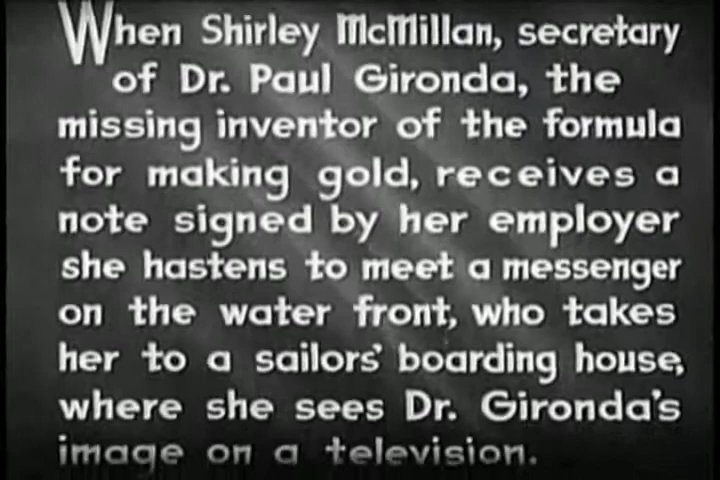 When Shirley McMillan, secretary
of Dr. Paul Gironda, the
missing inventor of the formula
for making gold, receives a
note signed by her employer
she hastens to meet a messenger
on the water front, who takes
her to a sailors' boarding house,
where she sees Dr. Gironda's
image on a television.